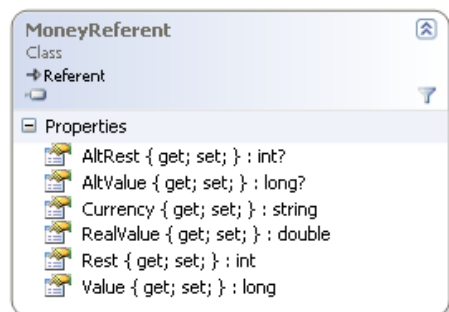 MoneyReferent
Class
Referent
Properties
AltRest { get; set; } : int?
AltValue { get; set; } : long?
Currency { get; set; } : string
RealValue { get; set; } : double
Rest { get; set; } : int
Value { get; set; } : long